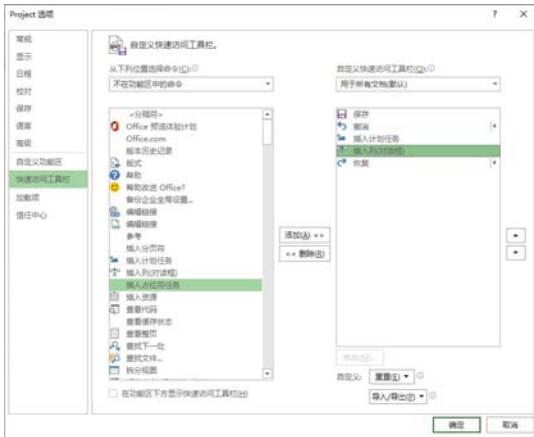 Project 选项
?
×
常规
显示
日程
校对
保存
语言
高级
自定义功能区
快速访问工具栏
加载项
信任中心
自定义快速访问工具栏。
从下列位置选择命令(C):
不在功能区中的命令
<分隔符>
Office 预览体验计划
Office.com
版本历史记录
版式
帮助
帮助改进 Office?
备份企业全局设置...
编辑链接
编辑链接
参考
插入分页符
插入计划任务
插入列(对话框)
插入占位符任务
插入资源
查看代码
查看缓存状态
查看整页
查找下一处
查找文件...
拆分视图
在功能区下方显示快速访问工具栏(H)
添加(A) >>
<< 删除(R)
自定义快速访问工具栏(Q):
用于所有文档(默认)
保存
撤消
插入计划任务
插入列(对话框)
恢复
修改(M)...
自定义:
重置(E)
导入/导出(P)
确定
取消